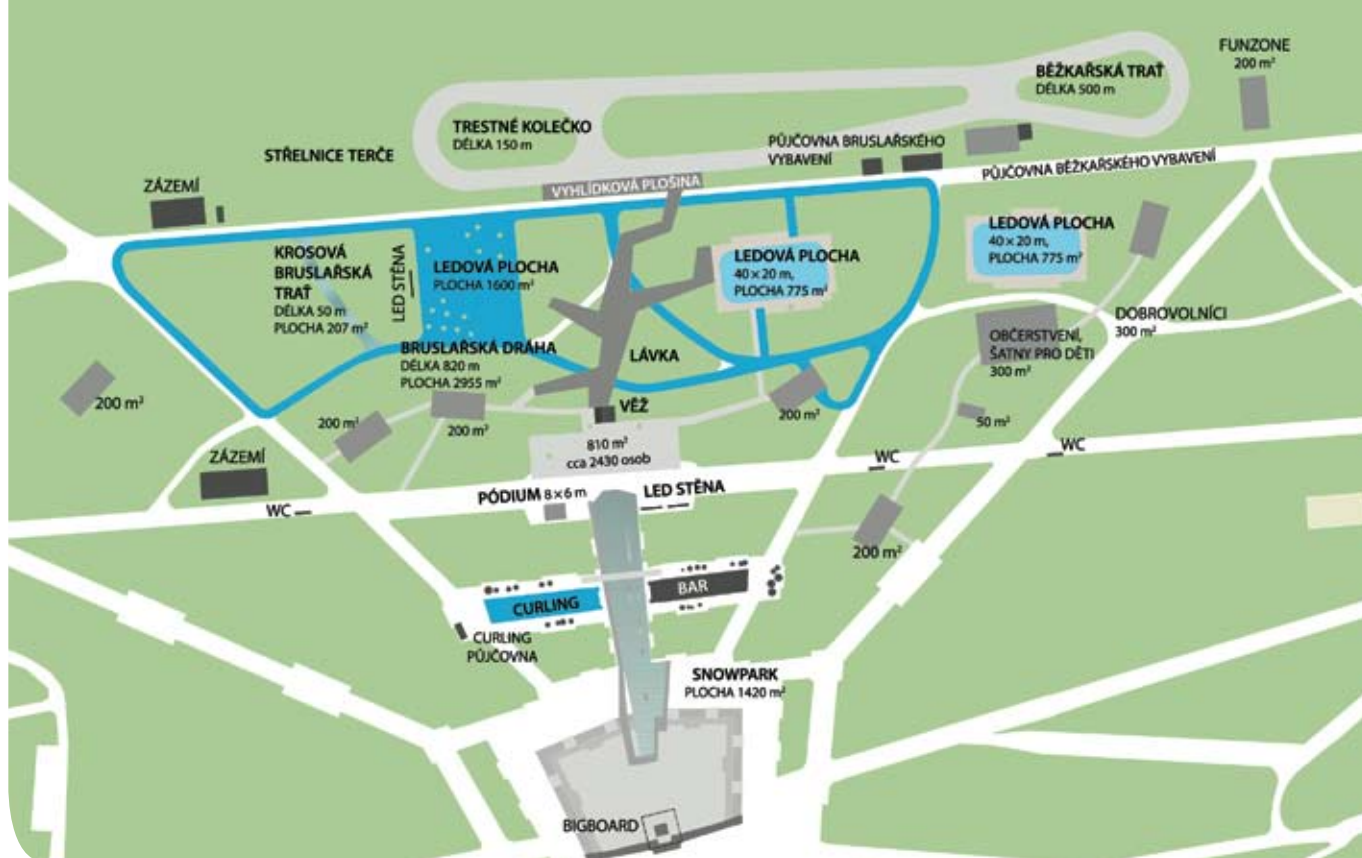 FUNZONE
200 m²
BĚŽKAŘSKÁ TRAŤ
DÉLKA 500 m
TRESTNÉ KOLEČKO
DÉLKA 150 m
STŘELNICE TERČE
PŮJČOVNA BRUSLAŘSKÉHO
VYBAVENÍ
PŮJČOVNA BĚŽKAŘSKÉHO VYBAVENÍ
ZÁZEMÍ
VYHLÍDKOVÁ PLOŠINA
KROSOVÁ
BRUSLAŘSKÁ
TRAŤ
DÉLKA 50 m
PLOCHA 207 m²
LED STĚNA
LEDOVÁ PLOCHA
PLOCHA 1600 m²
LEDOVÁ PLOCHA
40 × 20 m,
PLOCHA 775 m²
LEDOVÁ PLOCHA
40 × 20 m,
PLOCHA 775 m²
BRUSLAŘSKÁ DRÁHA
DÉLKA 820 m
PLOCHA 2955 m²
LÁVKA
OBČERSTVENÍ,
ŠATNY PRO DĚTI
300 m²
DOBROVOLNÍCI
300 m²
200 m²
200 m²
200 m²
VĚŽ
200 m²
50 m²
810 m²
cca 2430 osob
ZÁZEMÍ
WC
WC
WC
PÓDIUM 8 × 6 m
LED STĚNA
200 m²
CURLING
BAR
CURLING
PŮJČOVNA
SNOWPARK
PLOCHA 1420 m²
BIGBOARD